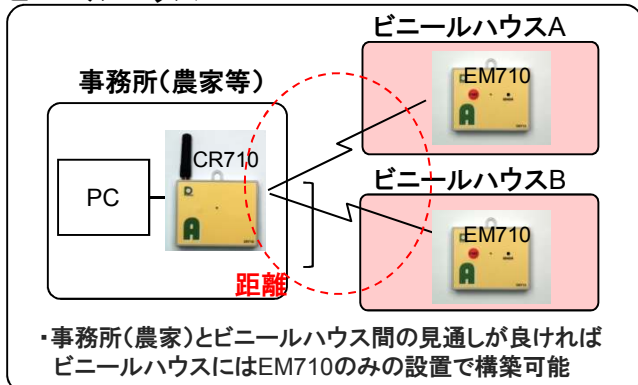 ビニールハウスA
EM710
事務所(農家等)
CR710
PC
A
距離
ビニールハウスB
EM710
A
A
・事務所(農家)とビニールハウス間の見通しが良ければ
ビニールハウスにはEM710のみの設置で構築可能